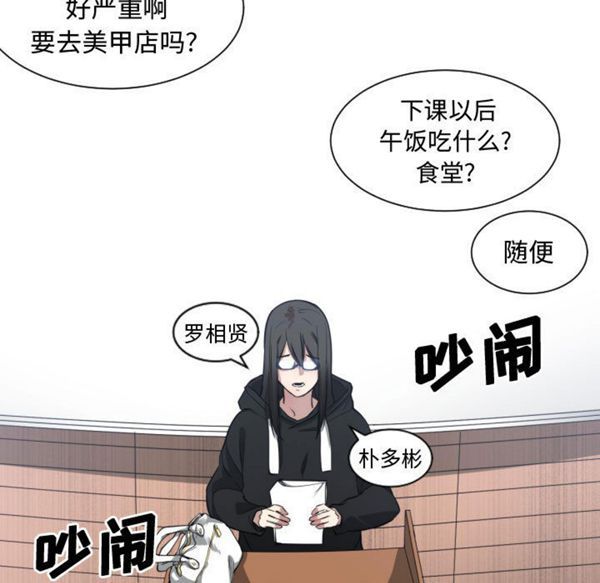 好严重啊
要去美甲店吗?
下课以后
午饭吃什么?
食堂?
随便
罗相贤
吵闹
朴多彬
吵闹